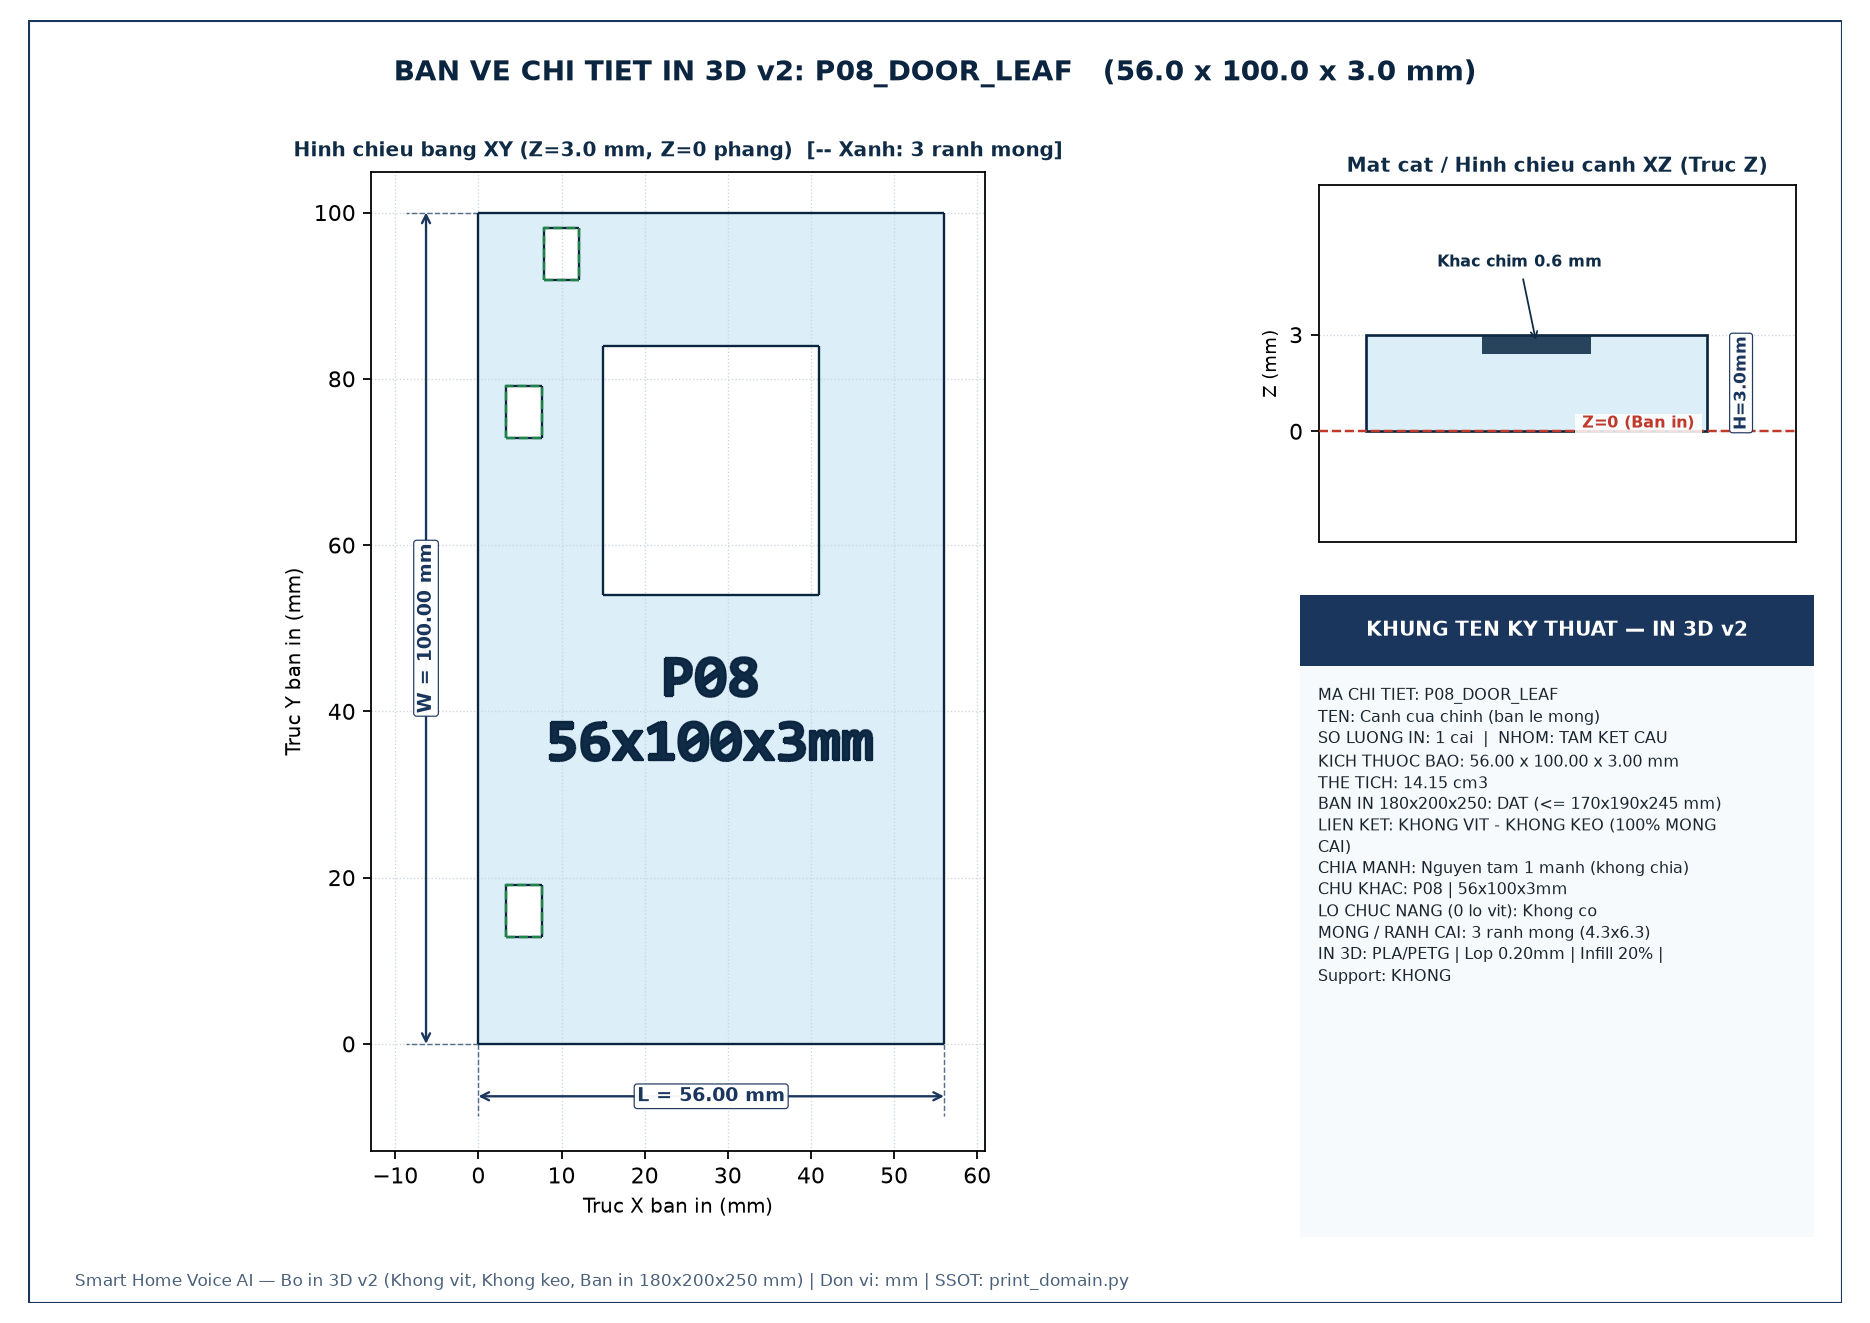 BAN VE CHI TIET IN 3D v2: P08_DOOR_LEAF (56.0 x 100.0 x 3.0 mm)
Hinh chieu bang XY (Z=3.0 mm, Z=0 phang) [-- Xanh: 3 ranh mong]
100
80
60
40
20
0
Truc Y ban in (mm)
W = 100.00 mm
P08
56x100x3mm
L = 56.00 mm
−10 0 10 20 30 40 50 60
Truc X ban in (mm)
Mat cat / Hinh chieu canh XZ (Truc Z)
Khac chim 0.6 mm
3
0
Z (mm)
H=3.0mm
Z=0 (Ban in)
KHUNG TEN KY THUAT — IN 3D v2
MA CHI TIET: P08_DOOR_LEAF
TEN: Canh cua chinh (ban le mong)
SO LUONG IN: 1 cai | NHOM: TAM KET CAU
KICH THUOC BAO: 56.00 x 100.00 x 3.00 mm
THE TICH: 14.15 cm3
BAN IN 180x200x250: DAT (<= 170x190x245 mm)
LIEN KET: KHONG VIT - KHONG KEO (100% MONG
CAI)
CHIA MANH: Nguyen tam 1 manh (khong chia)
CHU KHAC: P08 | 56x100x3mm
LO CHUC NANG (0 lo vit): Khong co
MONG / RANH CAI: 3 ranh mong (4.3x6.3)
IN 3D: PLA/PETG | Lop 0.20mm | Infill 20% |
Support: KHONG
Smart Home Voice AI — Bo in 3D v2 (Khong vit, Khong keo, Ban in 180x200x250 mm) | Don vi: mm | SSOT: print_domain.py